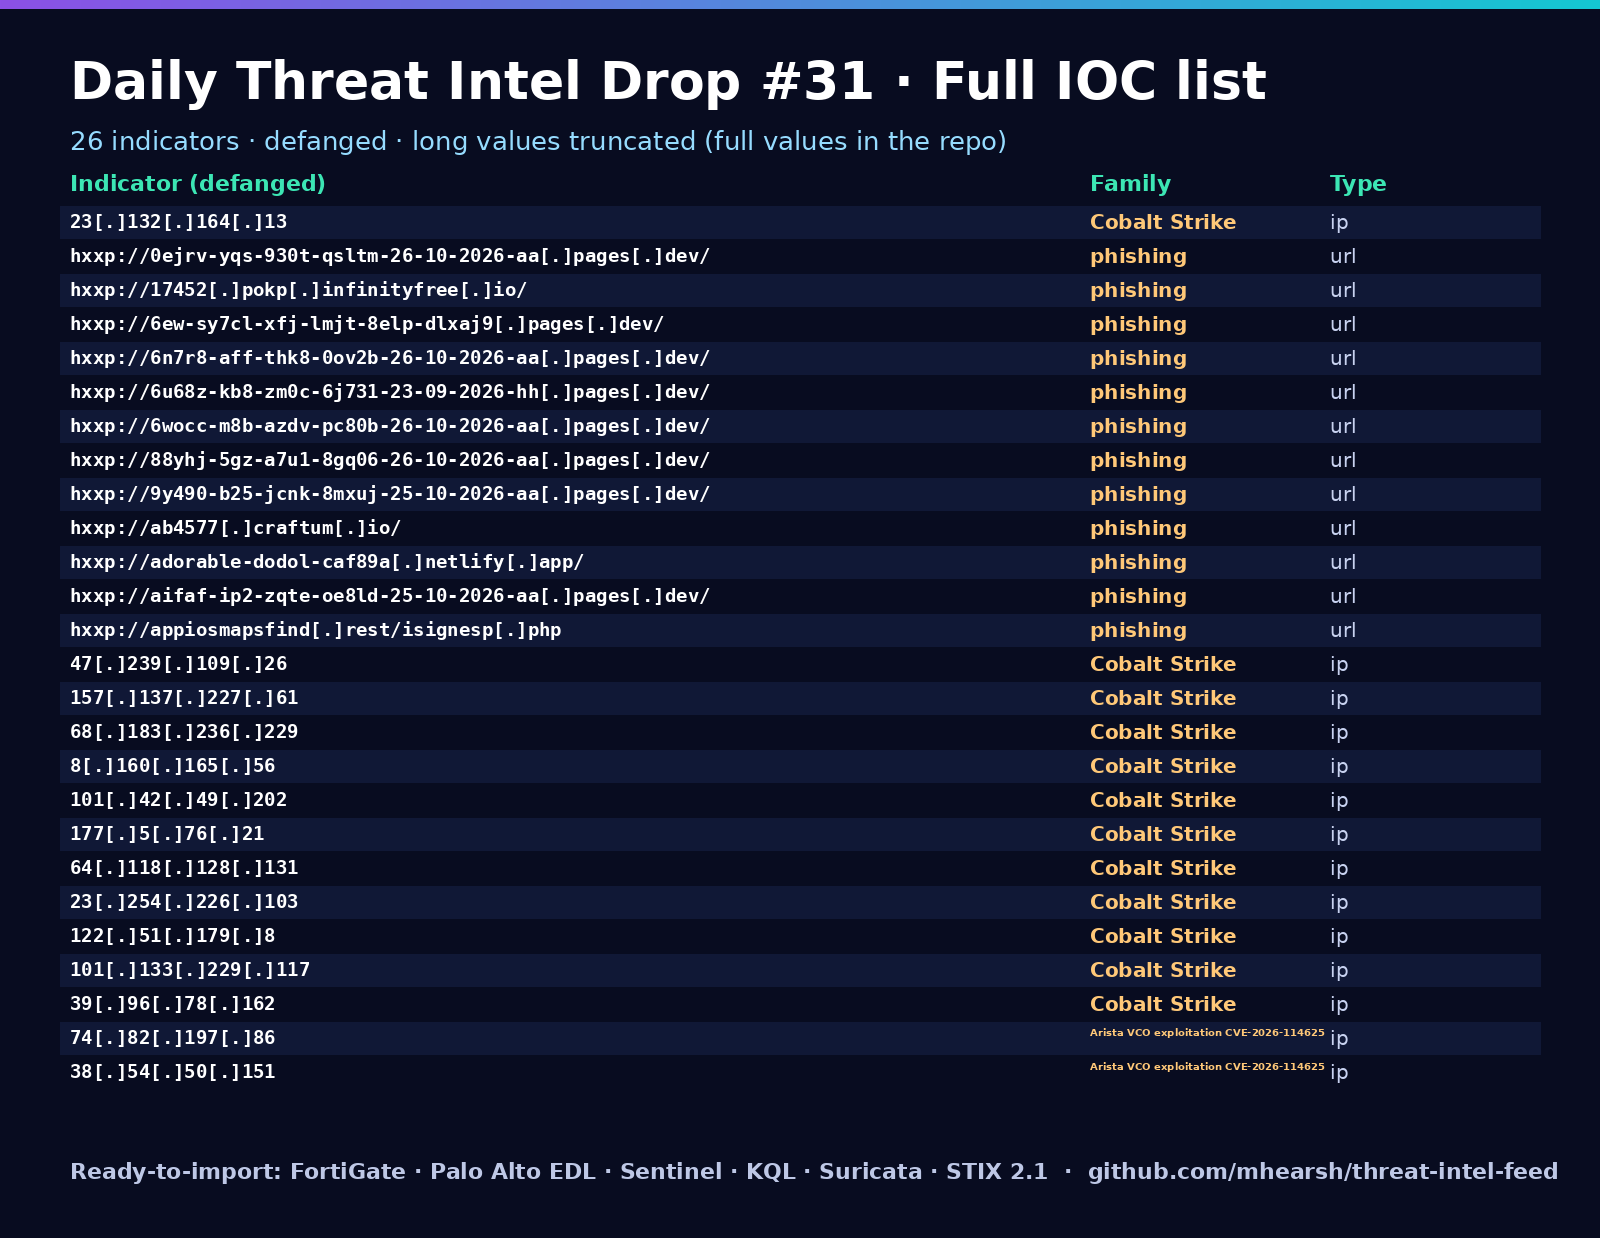 Daily Threat Intel Drop #31 · Full IOC list
26 indicators · defanged · long values truncated (full values in the repo)
Indicator (defanged) Family Type
23[.]132[.]164[.]13 Cobalt Strike ip
hxxp://0ejrv-yqs-930t-qsltm-26-10-2026-aa[.]pages[.]dev/ phishing url
hxxp://17452[.]pokp[.]infinityfree[.]io/ phishing url
hxxp://6ew-sy7cl-xfj-lmjt-8elp-dlxaj9[.]pages[.]dev/ phishing url
hxxp://6n7r8-aff-thk8-0ov2b-26-10-2026-aa[.]pages[.]dev/ phishing url
hxxp://6u68z-kb8-zm0c-6j731-23-09-2026-hh[.]pages[.]dev/ phishing url
hxxp://6wocc-m8b-azdv-pc80b-26-10-2026-aa[.]pages[.]dev/ phishing url
hxxp://88yhj-5gz-a7u1-8gq06-26-10-2026-aa[.]pages[.]dev/ phishing url
hxxp://9y490-b25-jcnk-8mxuj-25-10-2026-aa[.]pages[.]dev/ phishing url
hxxp://ab4577[.]craftum[.]io/ phishing url
hxxp://adorable-dodol-caf89a[.]netlify[.]app/ phishing url
hxxp://aifaf-ip2-zqte-oe8ld-25-10-2026-aa[.]pages[.]dev/ phishing url
hxxp://appiosmapsfind[.]rest/isignesp[.]php phishing url
47[.]239[.]109[.]26 Cobalt Strike ip
157[.]137[.]227[.]61 Cobalt Strike ip
68[.]183[.]236[.]229 Cobalt Strike ip
8[.]160[.]165[.]56 Cobalt Strike ip
101[.]42[.]49[.]202 Cobalt Strike ip
177[.]5[.]76[.]21 Cobalt Strike ip
64[.]118[.]128[.]131 Cobalt Strike ip
23[.]254[.]226[.]103 Cobalt Strike ip
122[.]51[.]179[.]8 Cobalt Strike ip
101[.]133[.]229[.]117 Cobalt Strike ip
39[.]96[.]78[.]162 Cobalt Strike ip
74[.]82[.]197[.]86 Arista VCO exploitation CVE-2026-114625 ip
38[.]54[.]50[.]151 Arista VCO exploitation CVE-2026-114625 ip
Ready-to-import: FortiGate · Palo Alto EDL · Sentinel · KQL · Suricata · STIX 2.1 · github.com/mhearsh/threat-intel-feed